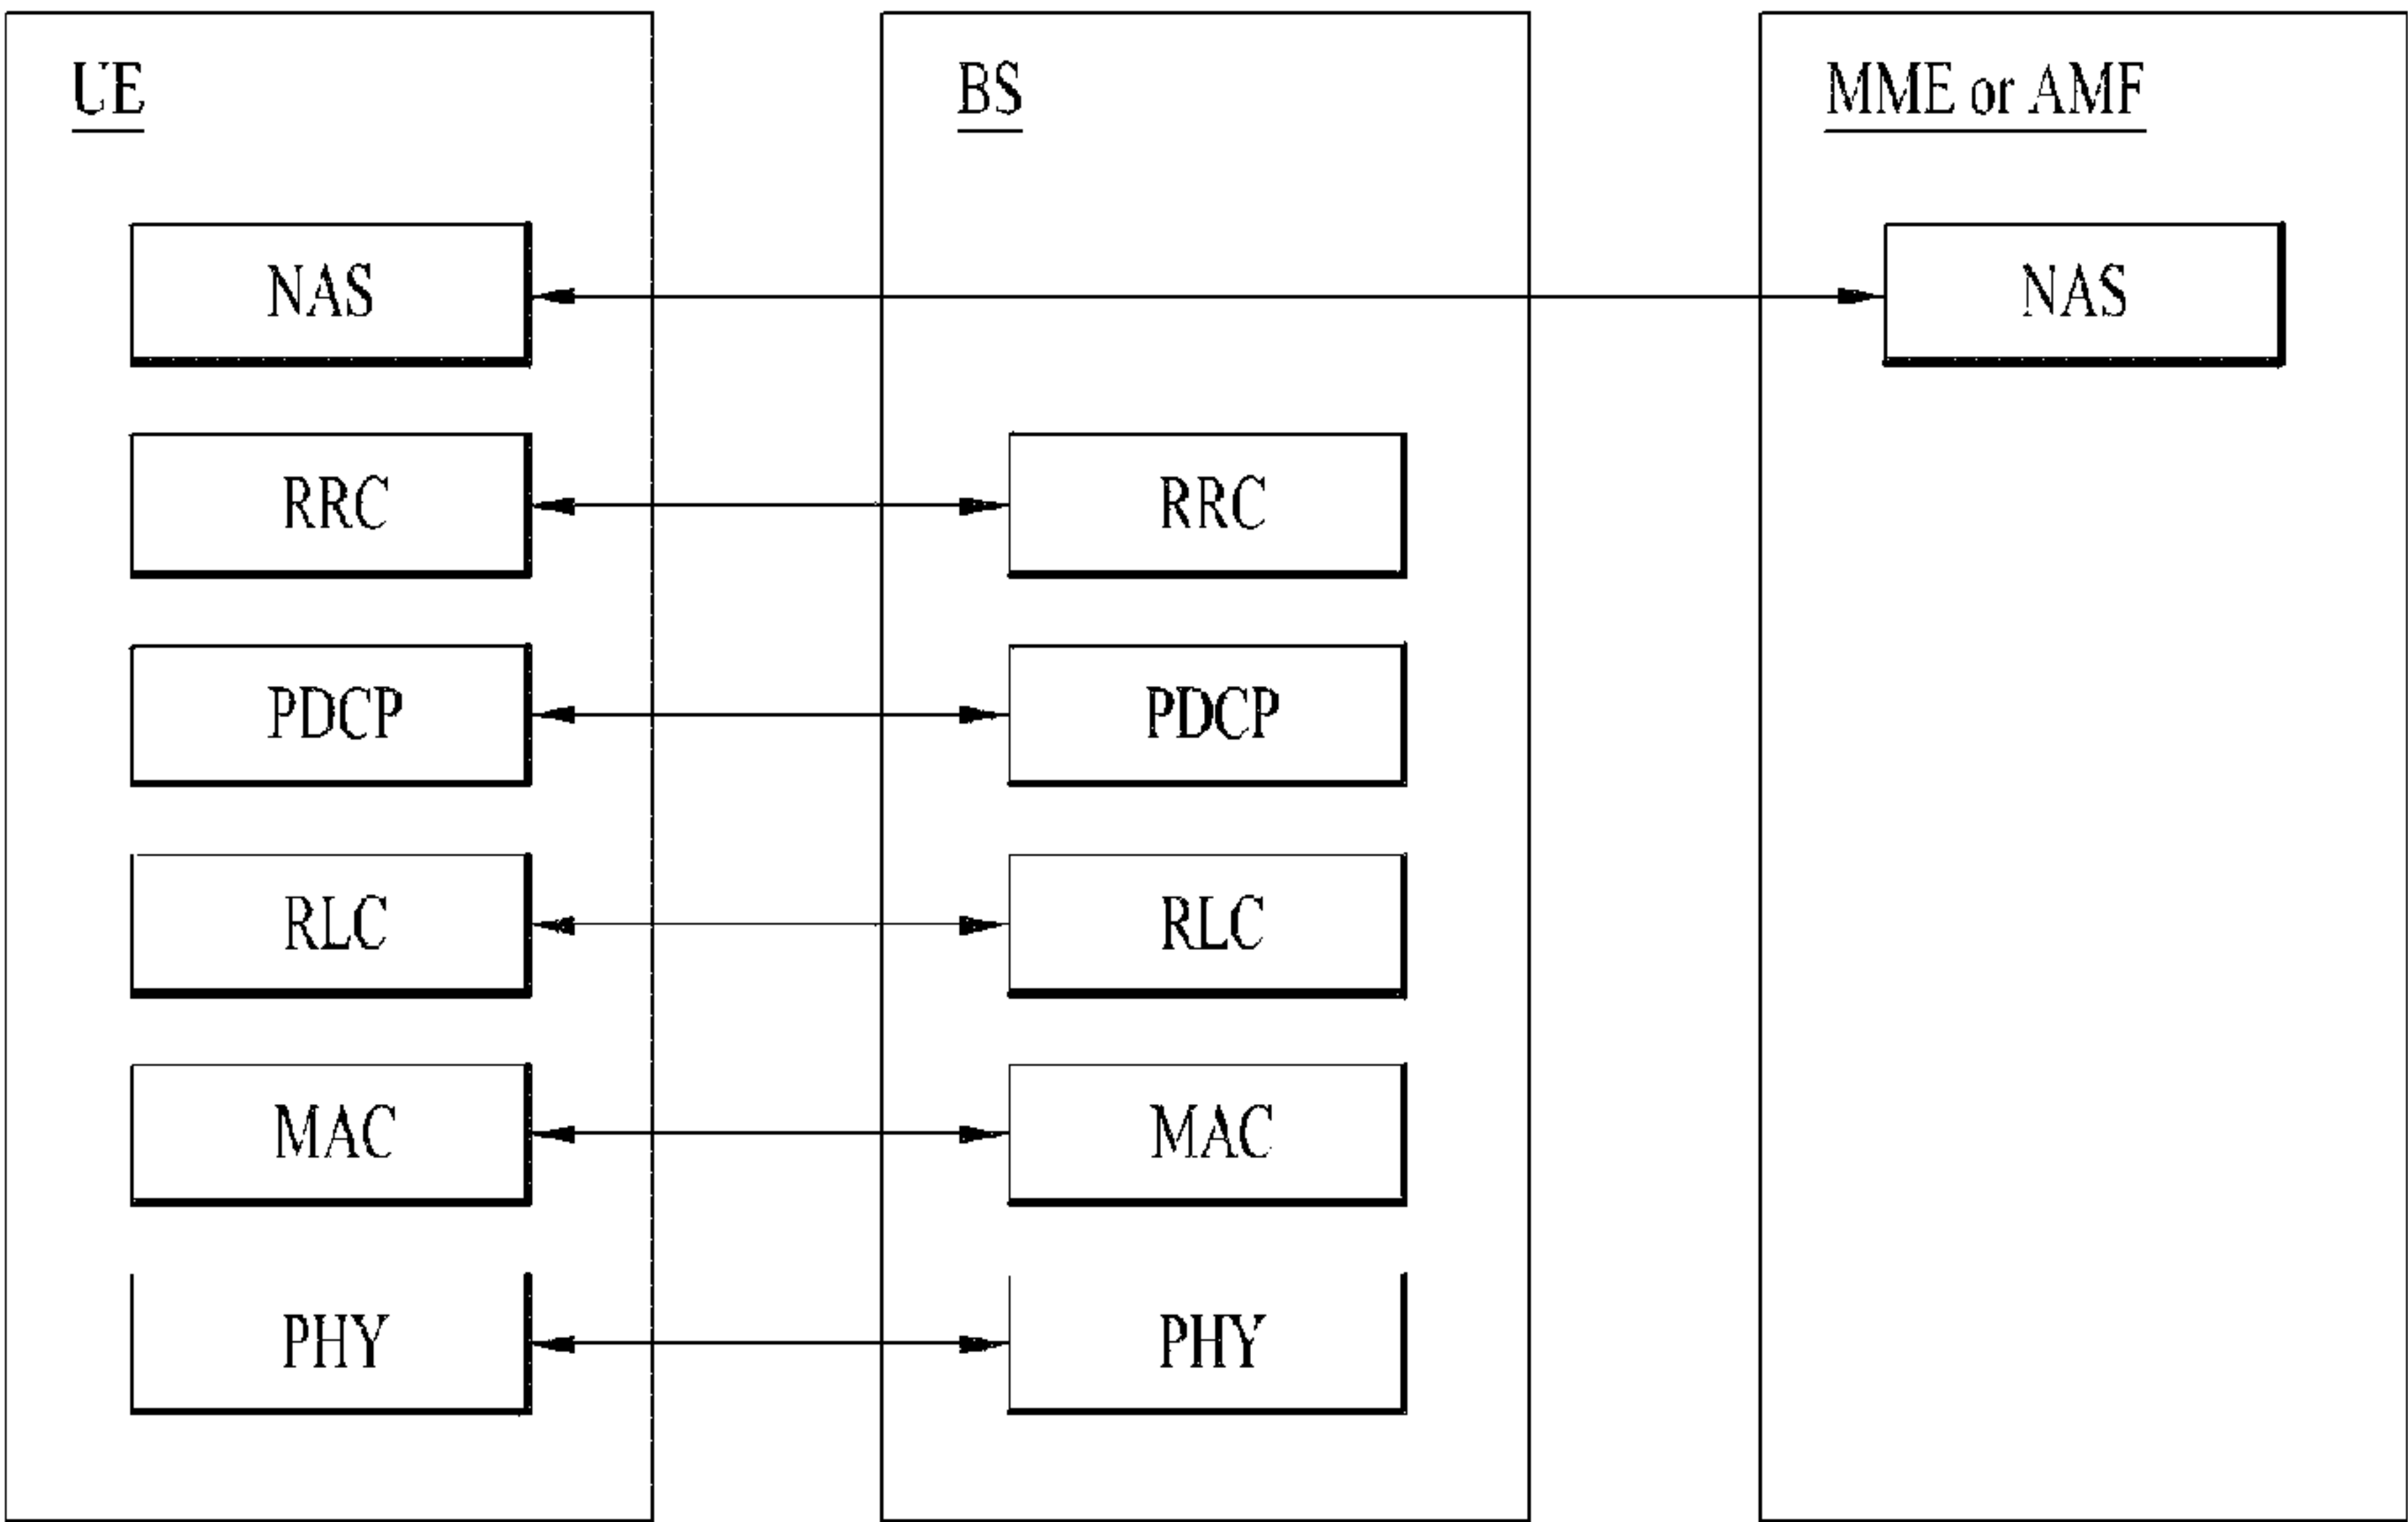 UE
BS
MME or AMF
NAS
NAS
RRC
RRC
PDCP
PDCP
RLC
RLC
MAC
MAC
PHY
PHY